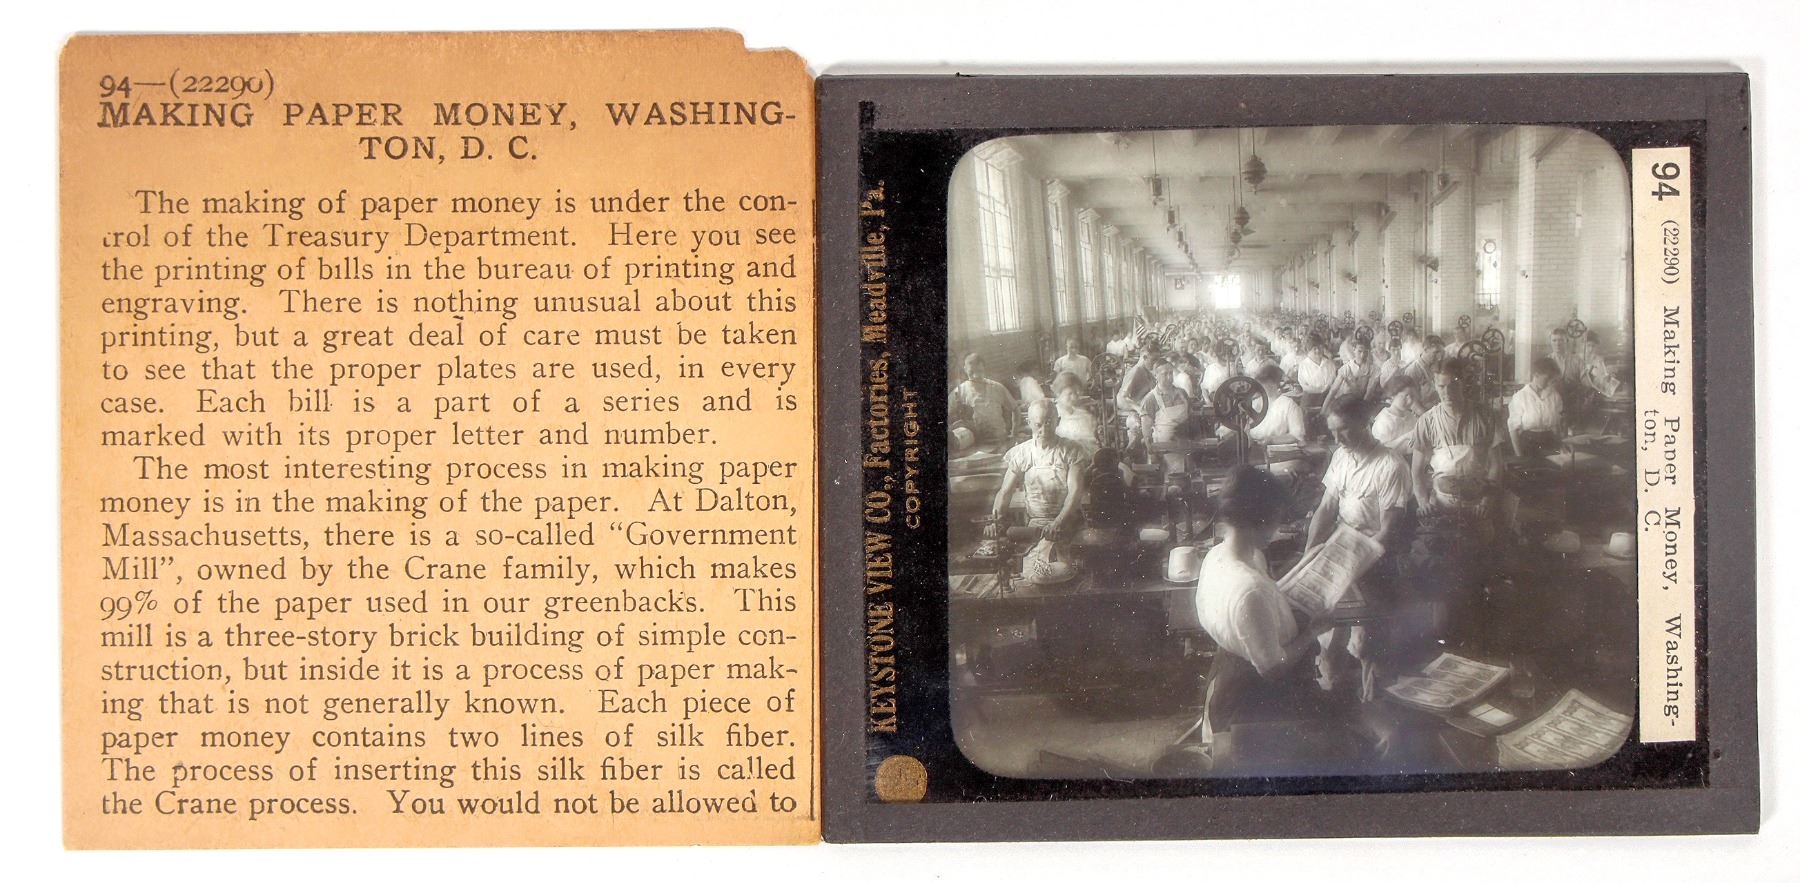 94—(22290)
MAKING PAPER MONEY, WASHING-
TON, D. C.
The making of paper money is under the con-
trol of the Treasury Department. Here you see
the printing of bills in the bureau of printing and
engraving. There is nothing unusual about this
printing, but a great deal of care must be taken
to see that the proper plates are used, in every
case. Each bill is a part of a series and is
marked with its proper letter and number.
The most interesting process in making paper
money is in the making of the paper. At Dalton,
Massachusetts, there is a so-called "Government
Mill", owned by the Crane family, which makes
99% of the paper used in our greenbacks. This
mill is a three-story brick building of simple con-
struction, but inside it is a process of paper mak-
ing that is not generally known. Each piece of
paper money contains two lines of silk fiber.
The process of inserting this silk fiber is called
the Crane process. You would not be allowed to
KEYSTONE VIEW CO., Factories, Meadville, Pa.
COPYRIGHT
94 (22290) Making Paper Money, Washing-
ton, D. C.